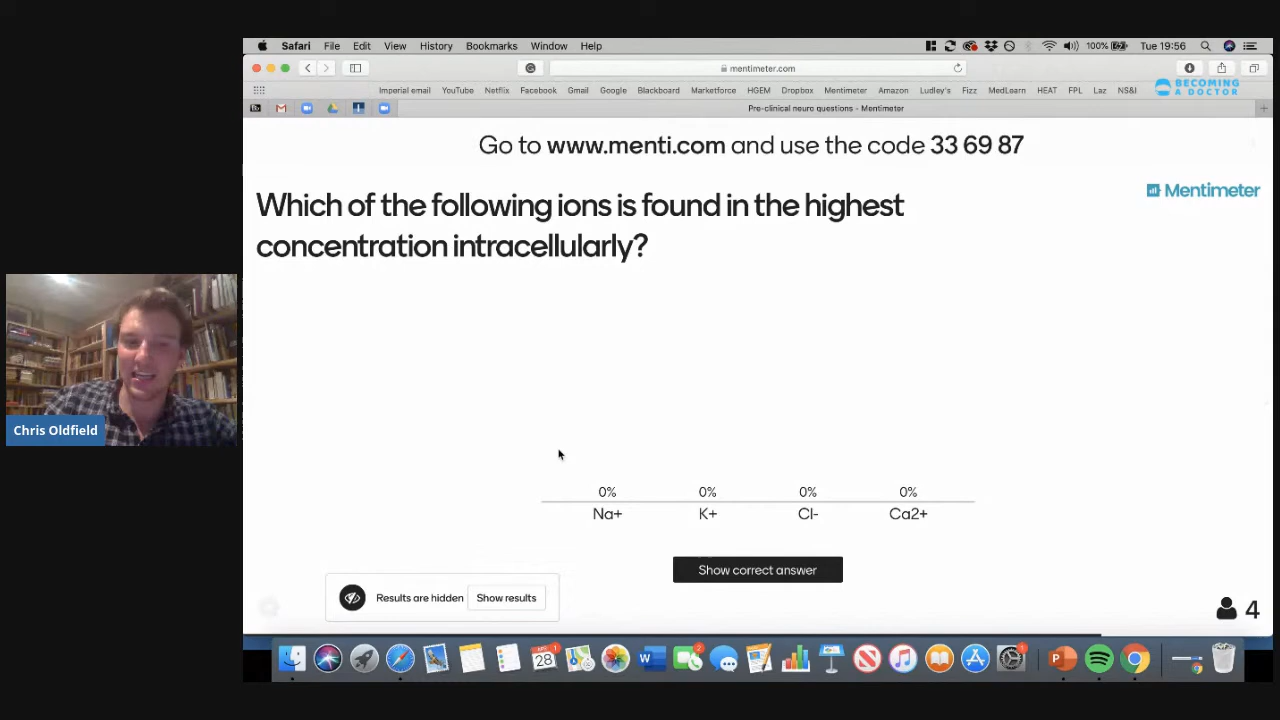 Safari File Edit View History Bookmarks Window Help 100% Tue 19:56
mentimeter.com
Imperial email YouTube Netflix Facebook Gmail Google Blackboard Marketforce HGEM Dropbox Mentimeter Amazon Ludley's Fizz MedLearn HEAT FPL Laz NS&I
BECOMING
A DOCTOR
Pre-clinical neuro questions - Mentimeter
Go to www.menti.com and use the code 33 69 87
Mentimeter
Which of the following ions is found in the highest
concentration intracellularly?
Chris Oldfield
0% 0% 0% 0%
Na+ K+ Cl- Ca2+
Show correct answer
Results are hidden Show results
4
28